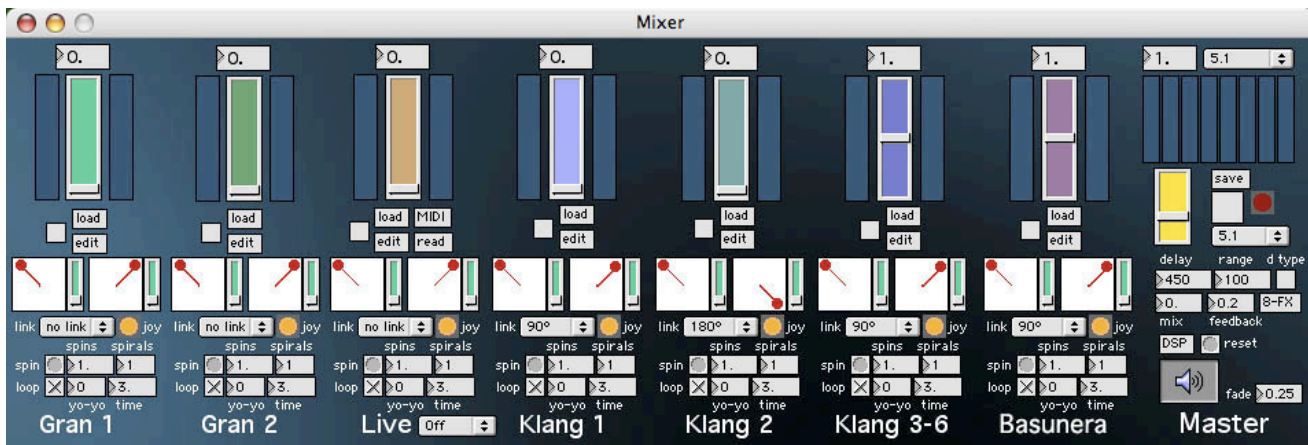 Mixer
0. 0. 0. 0. 0. 1. 1. 1. 5.1
load load load MIDI load load load load save
edit edit edit read edit edit edit edit 5.1
delay range d type
450 100
0. 0.2 8-FX
mix feedback
link no link joy link no link joy link no link joy link 90° joy link 180° joy link 90° joy link 90° joy
DSP reset
spins spirals spins spirals spins spirals spins spirals spins spirals spins spirals spins spirals
spin 1. 1 spin 1. 1 spin 1. 1 spin 1. 1 spin 1. 1 spin 1. 1 spin 1. 1
loop 0 3. loop 0 3. loop 0 3. loop 0 3. loop 0 3. loop 0 3. loop 0 3. fade 0.25
yo-yo time yo-yo time yo-yo time yo-yo time yo-yo time yo-yo time yo-yo time
Gran 1 Gran 2 Live Off Klang 1 Klang 2 Klang 3-6 Basunera Master